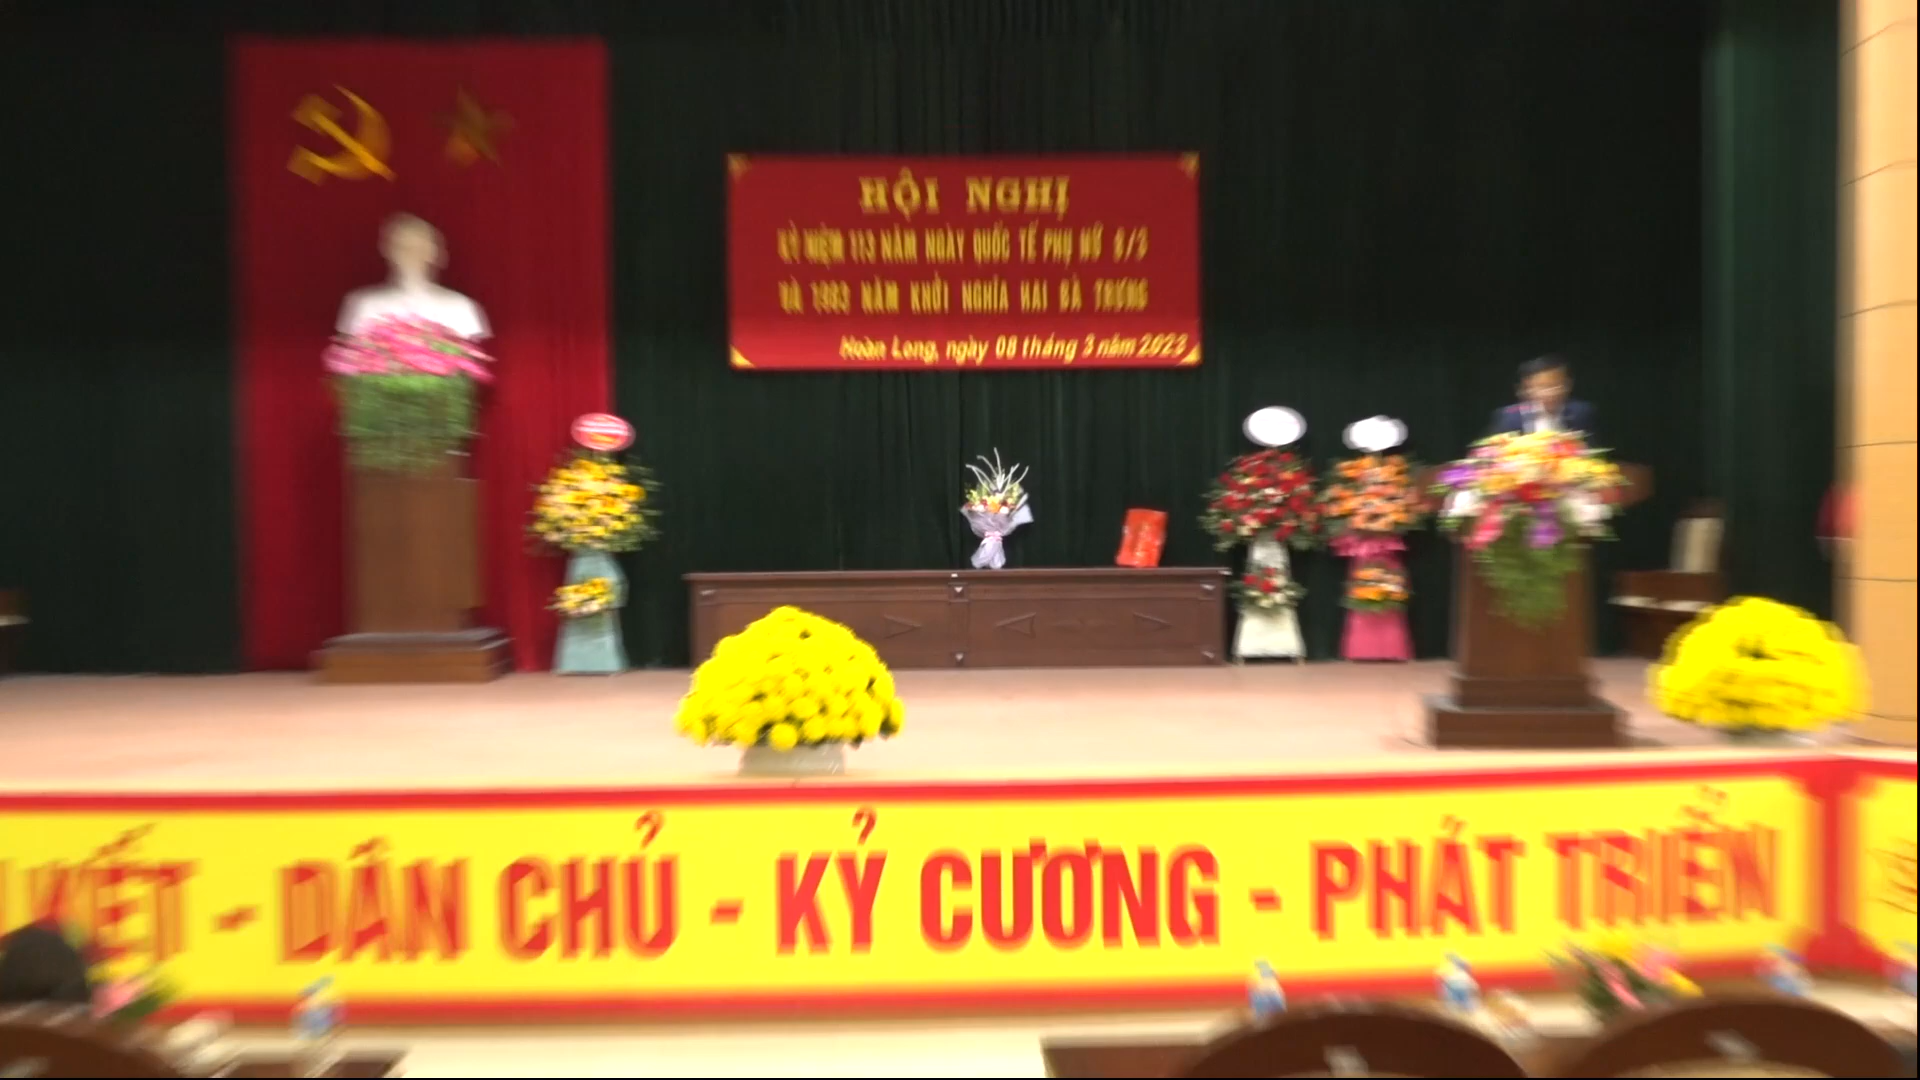 HỘI NGHỊ
KỶ NIỆM 113 NĂM NGÀY QUỐC TẾ PHỤ NỮ 8/3
VÀ 1983 NĂM KHỞI NGHĨA HAI BÀ TRƯNG
Hoàn Long, ngày 08 tháng 3 năm 2023
KẾT - DÂN CHỦ - KỶ CƯƠNG - PHÁT TRIỂN